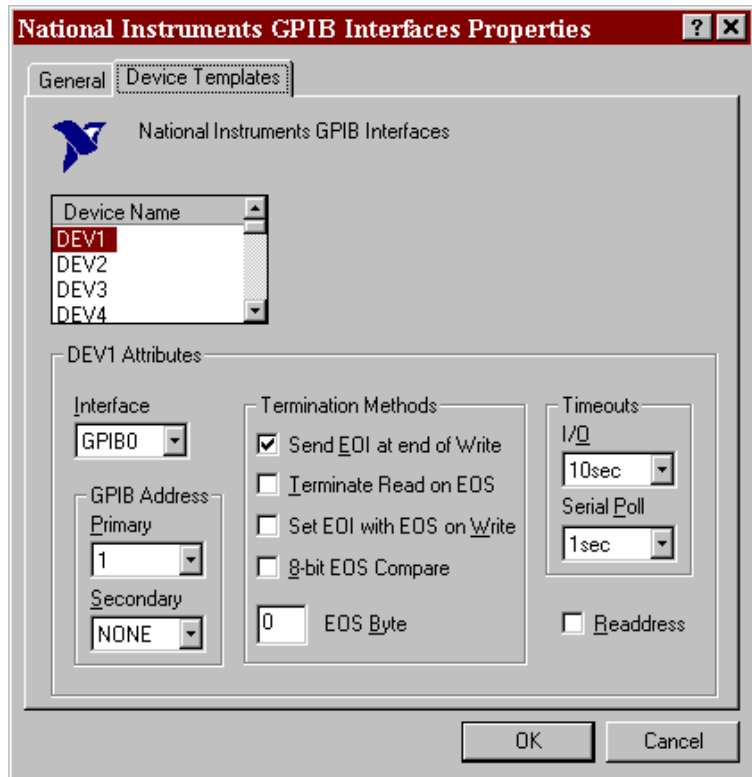 National Instruments GPIB Interfaces Properties
General
Device Templates
National Instruments GPIB Interfaces
Device Name
DEV1
DEV2
DEV3
DEV4
DEV1 Attributes
Interface
GPIB0
GPIB Address
Primary
1
Secondary
NONE
Termination Methods
Send EOI at end of Write
Terminate Read on EOS
Set EOI with EOS on Write
8-bit EOS Compare
0 EOS Byte
Timeouts
I/O
10sec
Serial Poll
1sec
Readdress
OK
Cancel